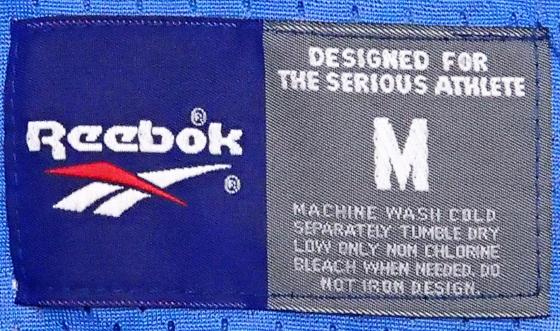 Reebok®
®
DESIGNED FOR
THE SERIOUS ATHLETE
M
MACHINE WASH COLD
SEPARATELY TUMBLE DRY
LOW ONLY NON CHLORINE
BLEACH WHEN NEEDED. DO
NOT IRON DESIGN.